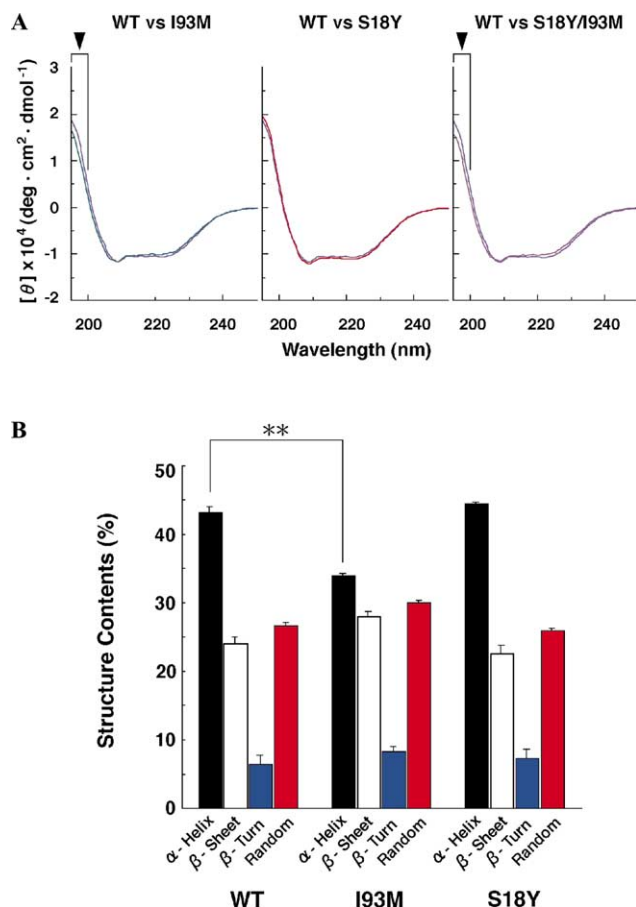 A
WT vs I93M
WT vs S18Y
WT vs S18Y/I93M
[θ] x 10⁴ (deg · cm² · dmol⁻¹)
3
2
1
0
-1
-2
200 220 240
200 220 240
200 220 240
Wavelength (nm)
B
**
Structure Contents (%)
50
40
30
20
10
0
α- Helix
β- Sheet
β- Turn
Random
α- Helix
β- Sheet
β- Turn
Random
α- Helix
β- Sheet
β- Turn
Random
WT
I93M
S18Y